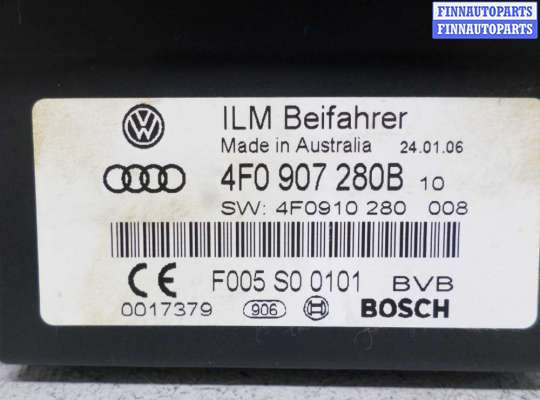 FINNAUTOPARTS
FINNAUTOPARTS
ILM Beifahrer
Made in Australia 24.01.06
4F0 907 280B 10
SW: 4F0910 280 008
CE F005 S0 0101 BVB
0017379 906 BOSCH